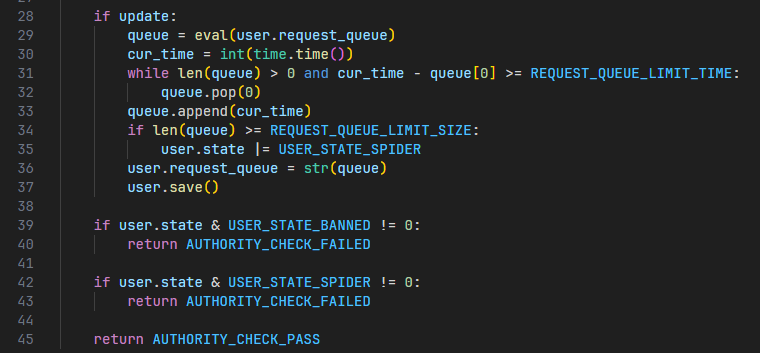 28 if update:
29 queue = eval(user.request_queue)
30 cur_time = int(time.time())
31 while len(queue) > 0 and cur_time - queue[0] >= REQUEST_QUEUE_LIMIT_TIME:
32 queue.pop(0)
33 queue.append(cur_time)
34 if len(queue) >= REQUEST_QUEUE_LIMIT_SIZE:
35 user.state |= USER_STATE_SPIDER
36 user.request_queue = str(queue)
37 user.save()
38
39 if user.state & USER_STATE_BANNED != 0:
40 return AUTHORITY_CHECK_FAILED
41
42 if user.state & USER_STATE_SPIDER != 0:
43 return AUTHORITY_CHECK_FAILED
44
45 return AUTHORITY_CHECK_PASS